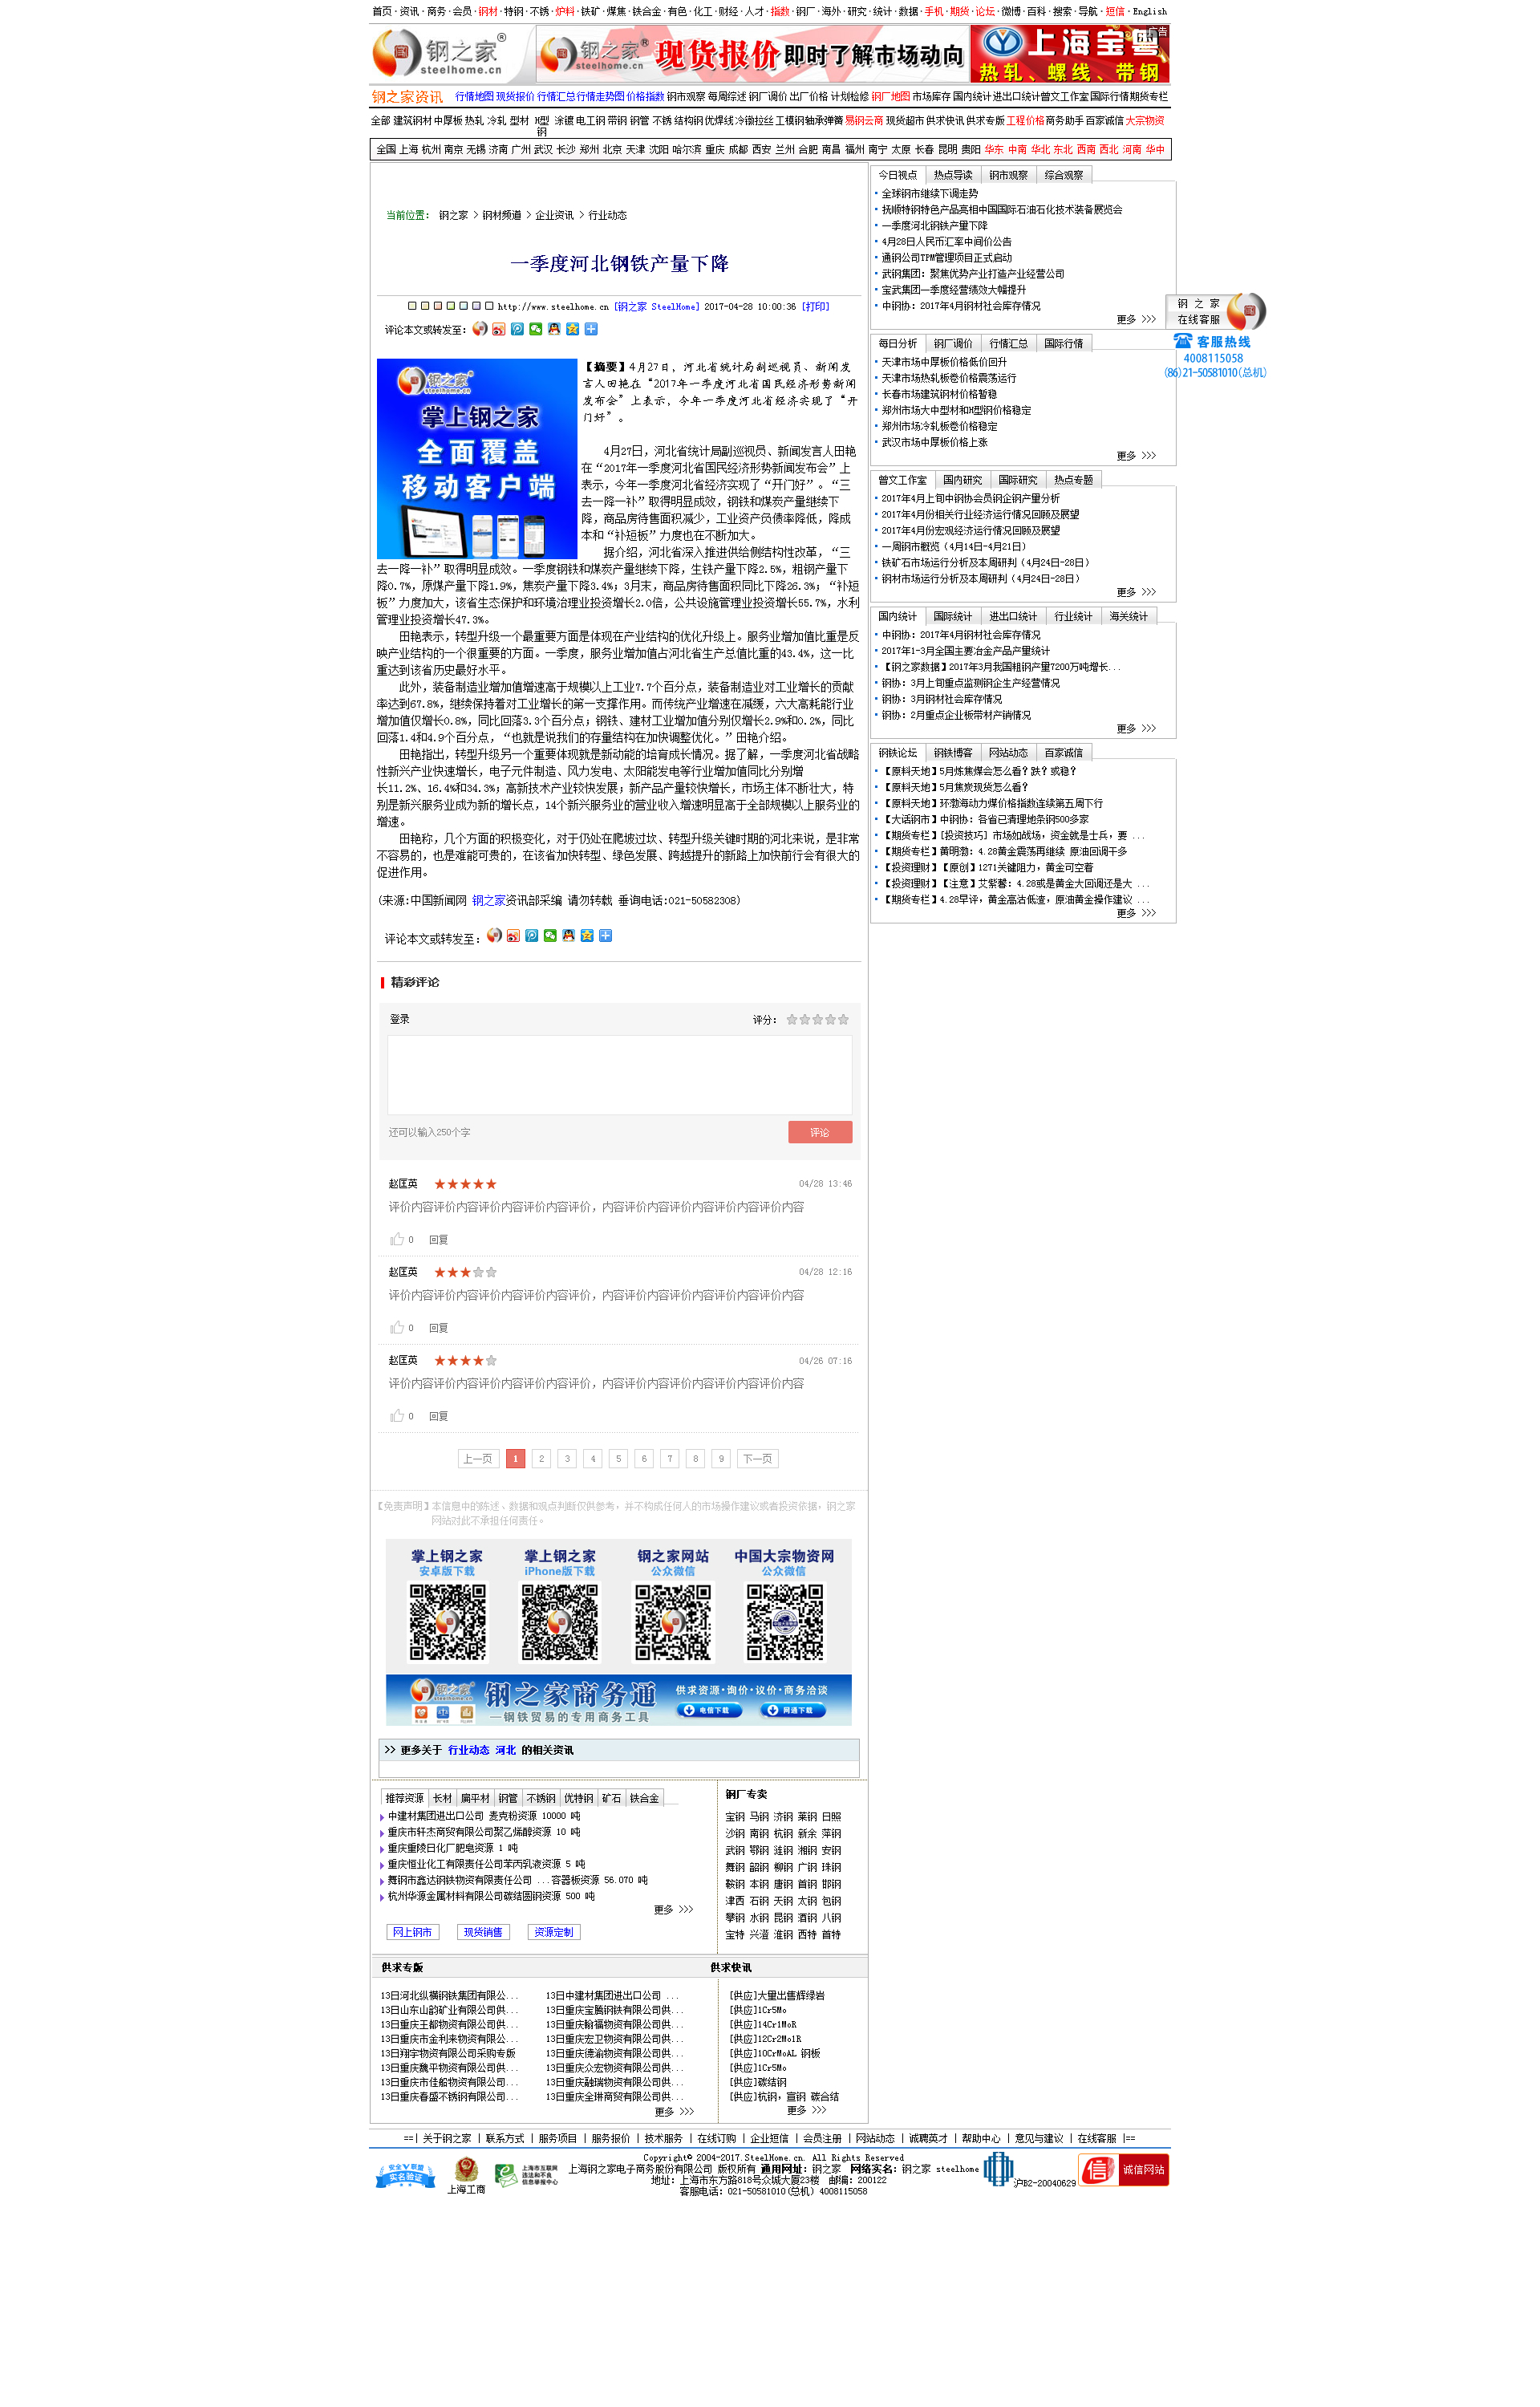 首页·资讯·商务·会员·钢材·特钢·不锈·炉料·铁矿·煤焦·铁合金·有色·化工·财经·人才·指数·钢厂·海外·研究·统计·数据·手机·期货·论坛·微博·百科·搜索·导航·短信·English
钢之家® steelhome.cn
钢之家® steelhome.cn 现货报价 即时了解市场动向
上海宝粤
热轧、螺线、带钢
钢之家资讯 行情地图 现货报价 行情汇总 行情走势图 价格指数 钢市观察 每周综述 钢厂调价 出厂价格 计划检修 钢厂地图 市场库存 国内统计 进出口统计 曾文工作室 国际行情 期货专栏
全部 建筑钢材 中厚板 热轧 冷轧 型材 H型钢 涂镀 电工钢 带钢 钢管 不锈 结构钢 优焊线 冷镦拉丝 工模钢 轴承弹簧 易钢云商 现货超市 供求快讯 供求专版 工程价格 商务助手 百家诚信 大宗物资
全国 上海 杭州 南京 无锡 济南 广州 武汉 长沙 郑州 北京 天津 沈阳 哈尔滨 重庆 成都 西安 兰州 合肥 南昌 福州 南宁 太原 长春 昆明 贵阳 华东 中南 华北 东北 西南 西北 河南 华中
当前位置： 钢之家 > 钢材频道 > 企业资讯 > 行业动态
一季度河北钢铁产量下降
http://www.steelhome.cn [钢之家 SteelHome] 2017-04-28 10:00:36 [打印]
评论本文或转发至：
钢之家® steelhome.cn
掌上钢之家
全面覆盖
移动客户端
【摘要】4月27日，河北省统计局副巡视员、新闻发
言人田艳在“2017年一季度河北省国民经济形势新闻
发布会”上表示，今年一季度河北省经济实现了“开
门好”。
4月27日，河北省统计局副巡视员、新闻发言人田艳
在“2017年一季度河北省国民经济形势新闻发布会”上
表示，今年一季度河北省经济实现了“开门好”。“三
去一降一补”取得明显成效，钢铁和煤炭产量继续下
降，商品房待售面积减少，工业资产负债率降低，降成
本和“补短板”力度也在不断加大。
据介绍，河北省深入推进供给侧结构性改革，“三
去一降一补”取得明显成效。一季度钢铁和煤炭产量继续下降，生铁产量下降2.5%，粗钢产量下
降0.7%，原煤产量下降1.9%，焦炭产量下降3.4%；3月末，商品房待售面积同比下降26.3%；“补短
板”力度加大，该省生态保护和环境治理业投资增长2.0倍，公共设施管理业投资增长55.7%，水利
管理业投资增长47.3%。
田艳表示，转型升级一个最重要方面是体现在产业结构的优化升级上。服务业增加值比重是反
映产业结构的一个很重要的方面。一季度，服务业增加值占河北省生产总值比重的43.4%，这一比
重达到该省历史最好水平。
此外，装备制造业增加值增速高于规模以上工业7.7个百分点，装备制造业对工业增长的贡献
率达到67.8%，继续保持着对工业增长的第一支撑作用。而传统产业增速在减缓，六大高耗能行业
增加值仅增长0.8%，同比回落3.3个百分点；钢铁、建材工业增加值分别仅增长2.9%和0.2%，同比
回落1.4和4.9个百分点，“也就是说我们的存量结构在加快调整优化。”田艳介绍。
田艳指出，转型升级另一个重要体现就是新动能的培育成长情况。据了解，一季度河北省战略
性新兴产业快速增长，电子元件制造、风力发电、太阳能发电等行业增加值同比分别增
长11.2%、16.4%和34.3%；高新技术产业较快发展；新产品产量较快增长，市场主体不断壮大，特
别是新兴服务业成为新的增长点，14个新兴服务业的营业收入增速明显高于全部规模以上服务业的
增速。
田艳称，几个方面的积极变化，对于仍处在爬坡过坎、转型升级关键时期的河北来说，是非常
不容易的，也是难能可贵的，在该省加快转型、绿色发展、跨越提升的新路上加快前行会有很大的
促进作用。
(来源:中国新闻网 钢之家资讯部采编 请勿转载 垂询电话:021-50582308)
评论本文或转发至：
精彩评论
登录 评分：
还可以输入250个字 评论
赵匡英 04/28 13:46
评价内容评价内容评价内容评价内容评价，内容评价内容评价内容评价内容评价内容
0 回复
赵匡英 04/28 12:16
评价内容评价内容评价内容评价内容评价，内容评价内容评价内容评价内容评价内容
0 回复
赵匡英 04/26 07:16
评价内容评价内容评价内容评价内容评价，内容评价内容评价内容评价内容评价内容
0 回复
上一页 1 2 3 4 5 6 7 8 9 下一页
【免责声明】本信息中的陈述、数据和观点判断仅供参考，并不构成任何人的市场操作建议或者投资依据，钢之家
网站对此不承担任何责任。
掌上钢之家 掌上钢之家 钢之家网站 中国大宗物资网
安卓版下载 iPhone版下载 公众微信 公众微信
钢之家® steelhome.cn 钢之家商务通 供求资源·询价·议价·商务洽谈
—钢铁贸易的专用商务工具 电信下载 网通下载
>> 更多关于 行业动态 河北 的相关资讯
推荐资源 长材 扁平材 钢管 不锈钢 优特钢 矿石 铁合金
中建材集团进出口公司 麦克粉资源 10000 吨
重庆市轩杰商贸有限公司聚乙烯醇资源 10 吨
重庆重陵日化厂肥皂资源 1 吨
重庆恒业化工有限责任公司苯丙乳液资源 5 吨
舞钢市鑫达钢铁物资有限责任公司 ...容器板资源 56.070 吨
杭州华源金属材料有限公司碳结圆钢资源 500 吨
更多 >>>
网上钢市 现货销售 资源定制
钢厂专卖
宝钢 马钢 济钢 莱钢 日照
沙钢 南钢 杭钢 新余 萍钢
武钢 鄂钢 涟钢 湘钢 安钢
舞钢 韶钢 柳钢 广钢 珠钢
鞍钢 本钢 唐钢 首钢 邯钢
津西 石钢 天钢 太钢 包钢
攀钢 水钢 昆钢 酒钢 八钢
宝特 兴澄 淮钢 西特 首特
供求专版
13日河北纵横钢铁集团有限公... 13日中建材集团进出口公司 ...
13日山东山韵矿业有限公司供... 13日重庆宝腾钢铁有限公司供...
13日重庆王都物资有限公司供... 13日重庆翰福物资有限公司供...
13日重庆市金利来物资有限公... 13日重庆宏卫物资有限公司供...
13日翔宇物资有限公司采购专版 13日重庆德渝物资有限公司供...
13日重庆魏平物资有限公司供... 13日重庆众宏物资有限公司供...
13日重庆市佳船物资有限公司... 13日重庆融瑞物资有限公司供...
13日重庆春盛不锈钢有限公司... 13日重庆全琳商贸有限公司供...
更多 >>>
供求快讯
[供应]大量出售辉绿岩
[供应]1Cr5Mo
[供应]14Cr1MoR
[供应]12Cr2Mo1R
[供应]10CrMoAL 钢板
[供应]1Cr5Mo
[供应]碳结钢
[供应]杭钢，宣钢 碳合结
更多 >>>
今日视点 热点导读 钢市观察 综合观察
全球钢市继续下调走势
抚顺特钢特色产品亮相中国国际石油石化技术装备展览会
一季度河北钢铁产量下降
4月28日人民币汇率中间价公告
通钢公司TPM管理项目正式启动
武钢集团：聚焦优势产业打造产业经营公司
宝武集团一季度经营绩效大幅提升
中钢协：2017年4月钢材社会库存情况
更多 >>>
每日分析 钢厂调价 行情汇总 国际行情
天津市场中厚板价格低价回升
天津市场热轧板卷价格震荡运行
长春市场建筑钢材价格暂稳
郑州市场大中型材和H型钢价格稳定
郑州市场冷轧板卷价格稳定
武汉市场中厚板价格上涨
更多 >>>
曾文工作室 国内研究 国际研究 热点专题
2017年4月上旬中钢协会员钢企钢产量分析
2017年4月份相关行业经济运行情况回顾及展望
2017年4月份宏观经济运行情况回顾及展望
一周钢市概览（4月14日-4月21日）
铁矿石市场运行分析及本周研判（4月24日-28日）
钢材市场运行分析及本周研判（4月24日-28日）
更多 >>>
国内统计 国际统计 进出口统计 行业统计 海关统计
中钢协：2017年4月钢材社会库存情况
2017年1-3月全国主要冶金产品产量统计
【钢之家数据】2017年3月我国粗钢产量7200万吨增长...
钢协：3月上旬重点监测钢企生产经营情况
钢协：3月钢材社会库存情况
钢协：2月重点企业板带材产销情况
更多 >>>
钢铁论坛 钢铁博客 网站动态 百家诚信
【原料天地】5月炼焦煤会怎么看？跌？或稳？
【原料天地】5月焦炭现货怎么看？
【原料天地】环渤海动力煤价格指数连续第五周下行
【大话钢市】中钢协：各省已清理地条钢500多家
【期货专栏】[投资技巧] 市场如战场，资金就是士兵，要 ...
【期货专栏】黄明渤：4.28黄金震荡再继续 原油回调干多
【投资理财】【原创】1271关键阻力，黄金可空看
【投资理财】【注意】艾紫馨：4.28或是黄金大回调还是大 ...
【期货专栏】4.28早评，黄金高沽低渣，原油黄金操作建议 ...
更多 >>>
钢之家
在线客服
客服热线
4008115058
(86)21-50581010(总机)
==| 关于钢之家 | 联系方式 | 服务项目 | 服务报价 | 技术服务 | 在线订购 | 企业短信 | 会员注册 | 网站动态 | 诚聘英才 | 帮助中心 | 意见与建议 | 在线客服 |==
安全V联盟 实名验证
上海工商
上海市互联网
违法和不良
信息举报中心
Copyright© 2004-2017.SteelHome.cn. All Rights Reserved
上海钢之家电子商务股份有限公司 版权所有 通用网址：钢之家 网络实名：钢之家 steelhome
地址：上海市东方路818号众城大厦23楼 邮编：200122
客服电话：021-50581010(总机) 4008115058
沪B2-20040629
信 诚信网站